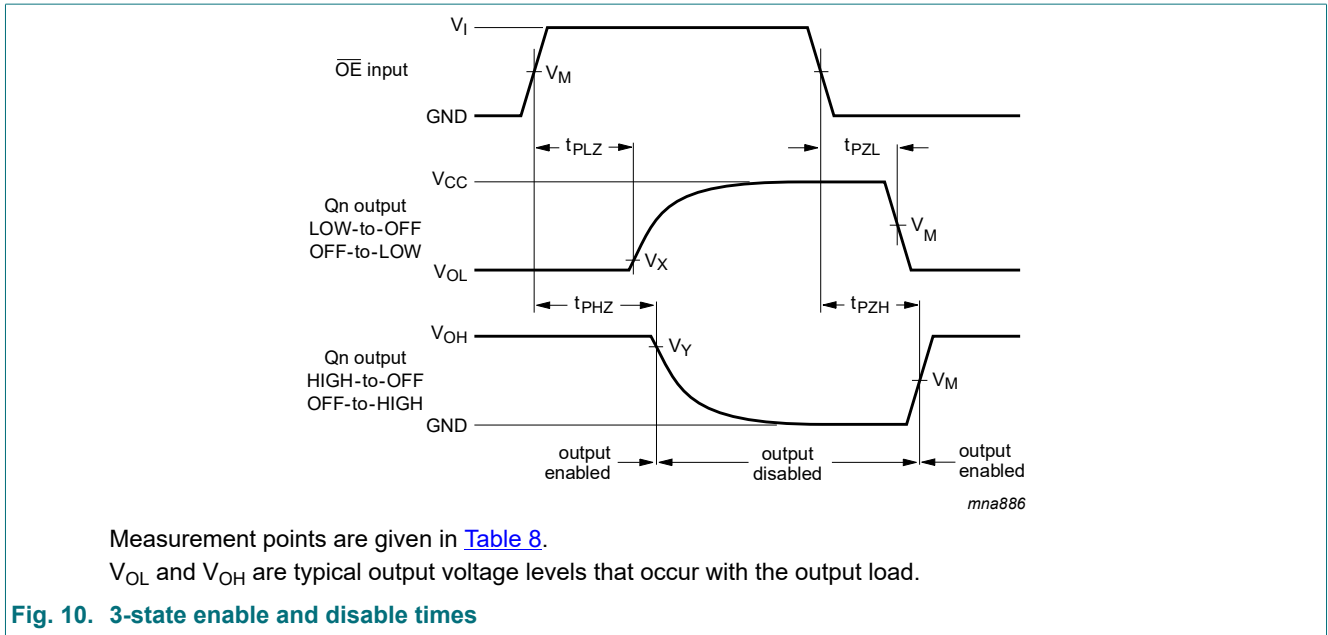 V_I
OE input
V_M
GND
t_PLZ
t_PZL
V_CC
Qn output
LOW-to-OFF
OFF-to-LOW
V_M
V_X
V_OL
t_PHZ
t_PZH
V_OH
V_Y
Qn output
HIGH-to-OFF
OFF-to-HIGH
V_M
GND
output
enabled
output
disabled
output
enabled
mna886
Measurement points are given in Table 8.
V_OL and V_OH are typical output voltage levels that occur with the output load.
Fig. 10. 3-state enable and disable times